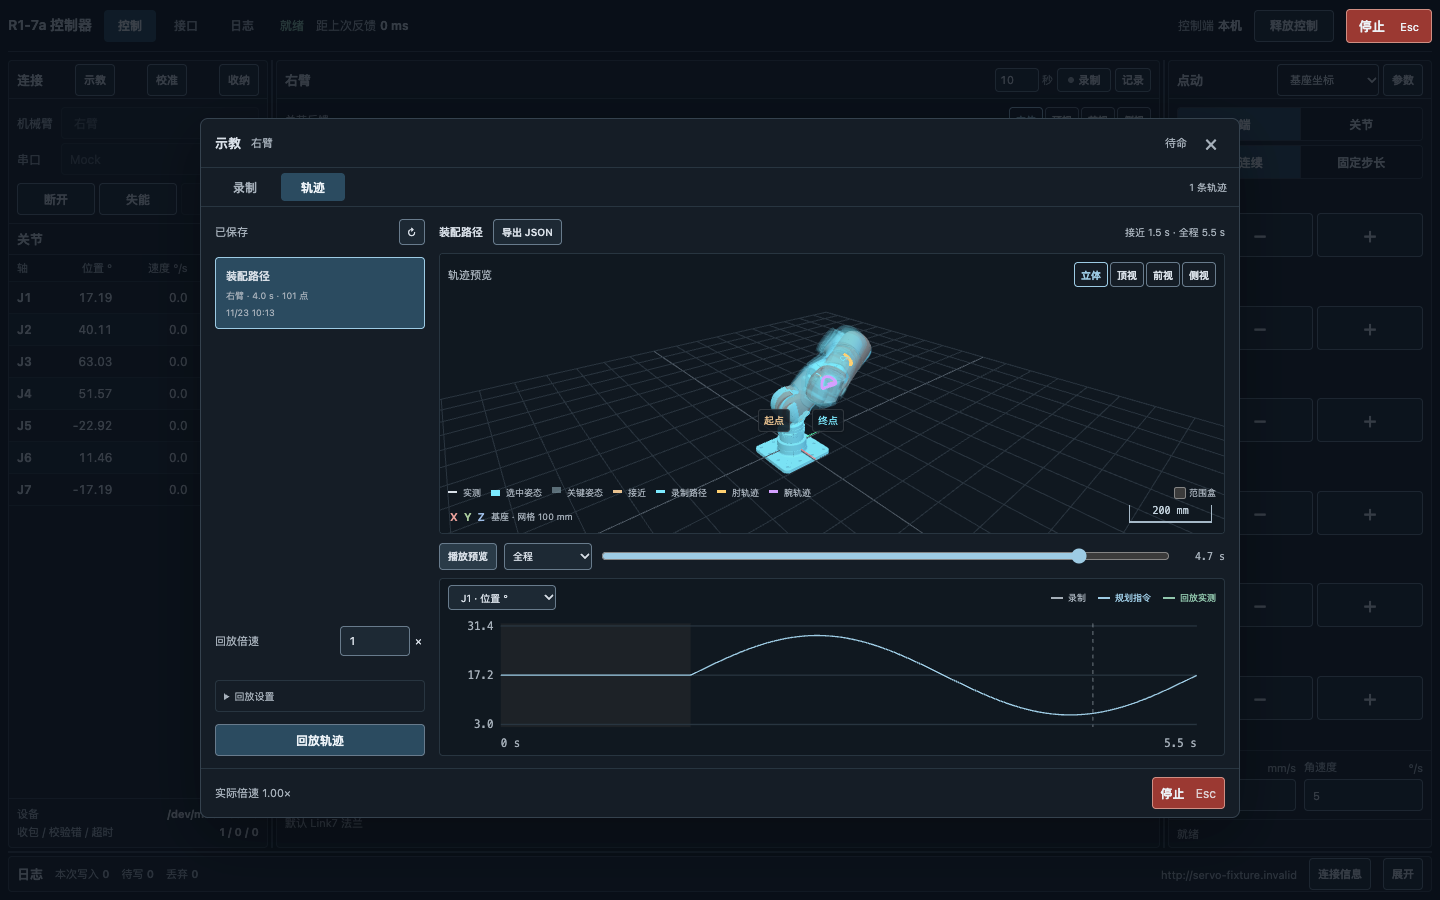 R1-7a 控制器 控制 接口 日志 就绪 距上次反馈 0 ms 控制端 本机 释放控制 停止 Esc
连接 示教 校准 收纳 右臂 10 秒 录制 记录 点动 基座坐标 参数
机械臂 右臂 关节
串口 Mock 连续 固定步长
断开 失能
关节
轴 位置 ° 速度 °/s
J1 17.19 0.0
J2 40.11 0.0
J3 63.03 0.0
J4 51.57 0.0
J5 -22.92 0.0
J6 11.46 0.0
J7 -17.19 0.0
示教 右臂 待命 ×
录制 轨迹 1 条轨迹
已保存 ↻ 装配路径 导出 JSON 接近 1.5 s · 全程 5.5 s
装配路径
右臂 · 4.0 s · 101 点
11/23 10:13
轨迹预览 立体 顶视 前视 侧视
起点 终点
实测 选中姿态 关键姿态 接近 录制路径 肘轨迹 腕轨迹 范围盒
X Y Z 基座 · 网格 100 mm 200 mm
播放预览 全程 4.7 s
J1 · 位置 ° 录制 规划指令 回放实测
31.4
17.2
3.0
0 s 5.5 s
回放倍速 1 ×
回放设置
回放轨迹
实际倍速 1.00× 停止 Esc
mm/s 角速度 °/s
5
设备 /dev/m
收包 / 校验错 / 超时 1 / 0 / 0
默认 Link7 法兰 就绪
日志 本次写入 0 待写 0 丢弃 0 http://servo-fixture.invalid 连接信息 展开